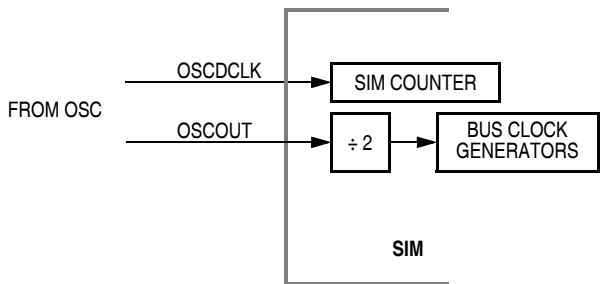 OSCDCLK
SIM COUNTER
FROM OSC
OSCOUT
÷ 2
BUS CLOCK
GENERATORS
SIM